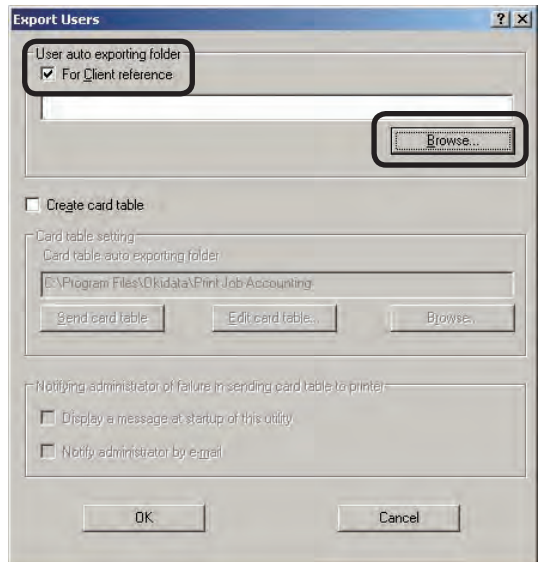 Export Users
User auto exporting folder
For Client reference
Browse...
Create card table
Card table setting
Card table auto exporting folder
C:\Program Files\Okidata\Print Job Accounting
Send card table Edit card table... Browse...
Notifying administrator of failure in sending card table to printer
Display a message at startup of this utility
Notify administrator by e-mail
OK Cancel